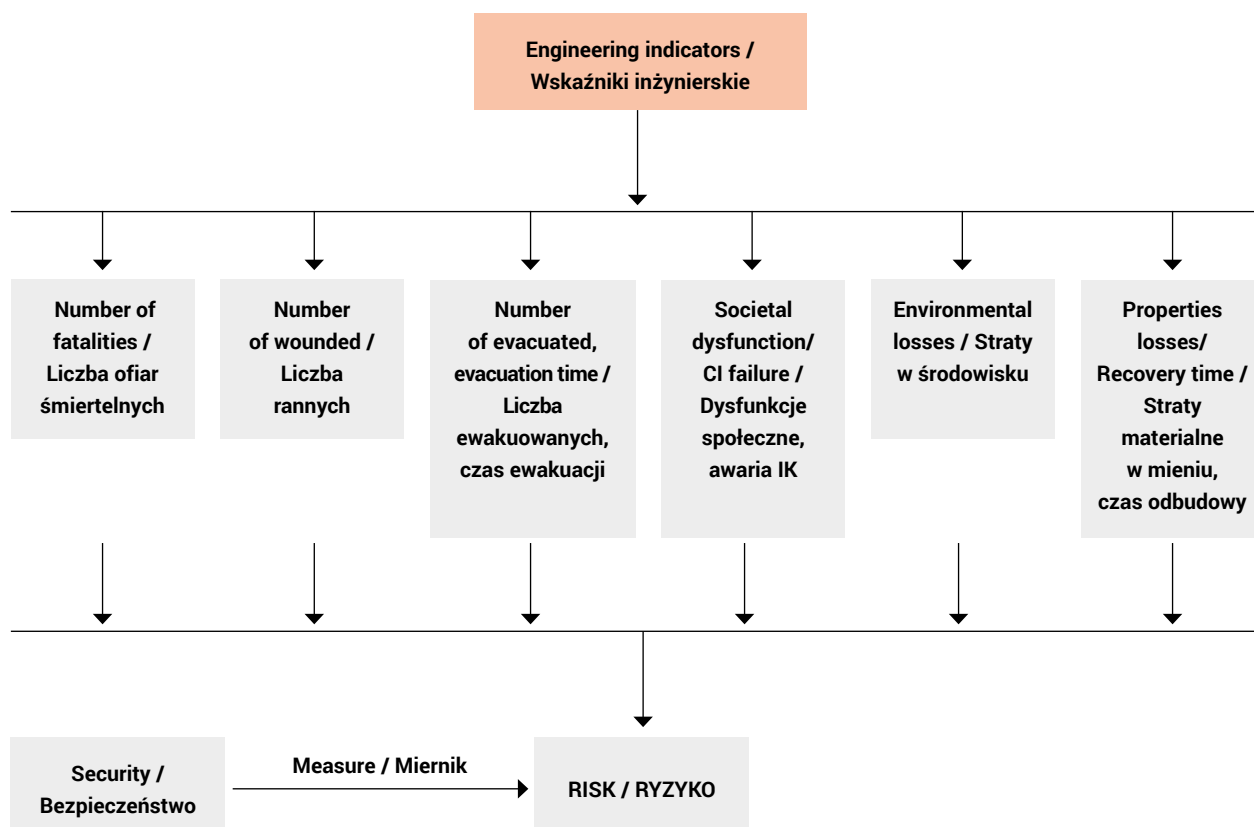 Engineering indicators /
Wskaźniki inżynierskie
Number of
fatalities /
Liczba ofiar
śmiertelnych
Number
of wounded /
Liczba
rannych
Number
of evacuated,
evacuation time /
Liczba
ewakuowanych,
czas ewakuacji
Societal
dysfunction/
CI failure /
Dysfunkcje
społeczne,
awaria IK
Environmental
losses / Straty
w środowisku
Properties
losses/
Recovery time /
Straty
materialne
w mieniu,
czas odbudowy
Security /
Bezpieczeństwo
Measure / Miernik
RISK / RYZYKO